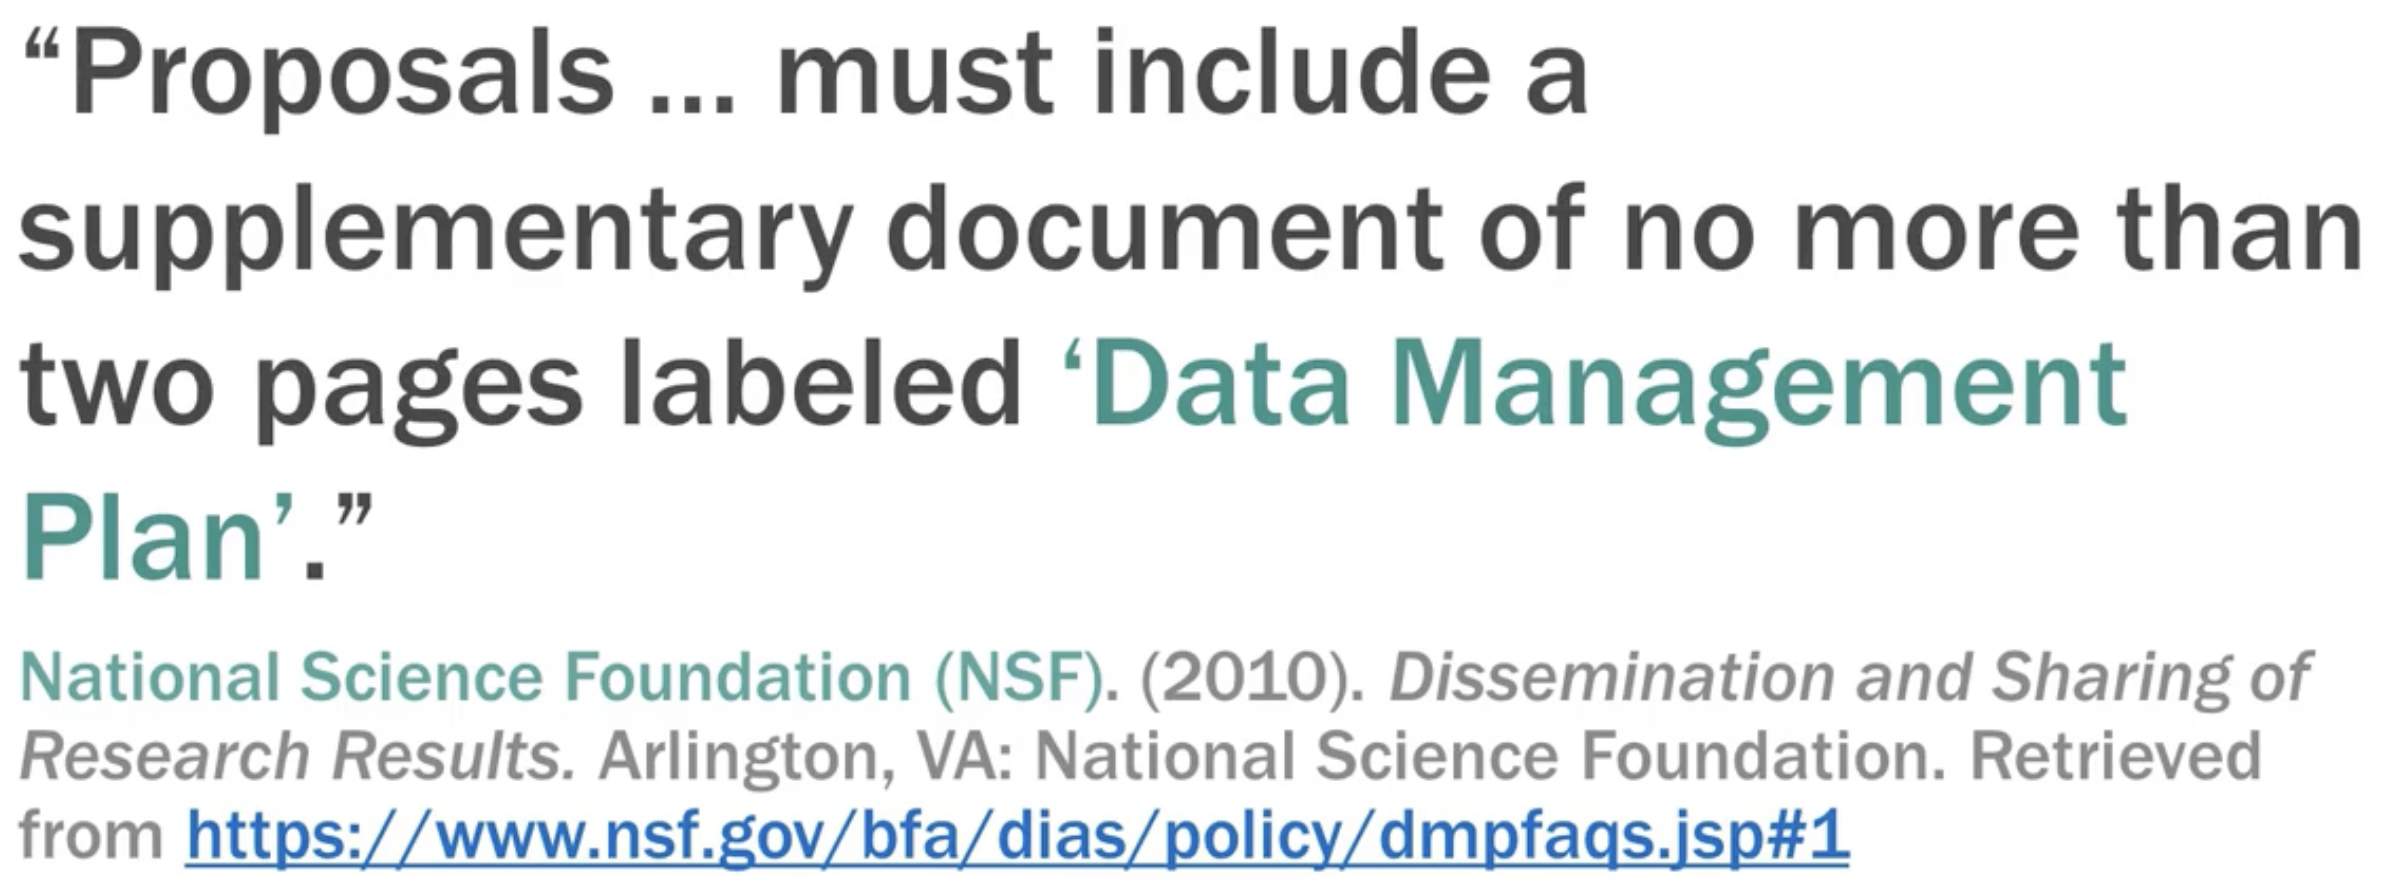 “Proposals ... must include a
supplementary document of no more than
two pages labeled ‘Data Management
Plan’.”
National Science Foundation (NSF). (2010). Dissemination and Sharing of
Research Results. Arlington, VA: National Science Foundation. Retrieved
from https://www.nsf.gov/bfa/dias/policy/dmpfaqs.jsp#1